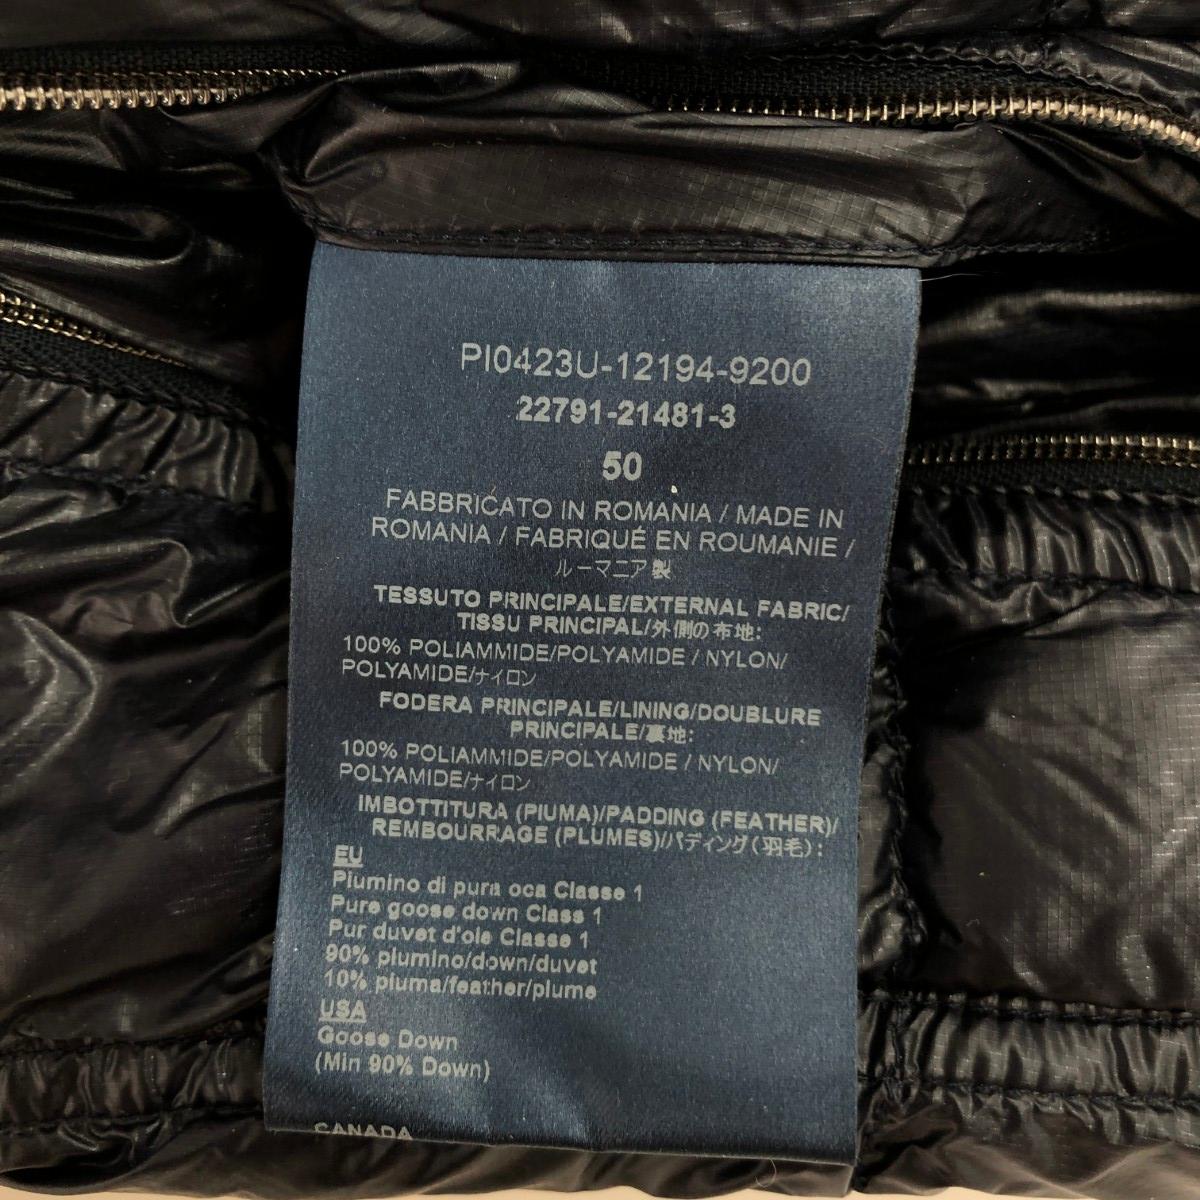 PI0423U-12194-9200
22791-21481-3
50
FABBRICATO IN ROMANIA / MADE IN
ROMANIA / FABRIQUÉ EN ROUMANIE /
ルーマニア製
TESSUTO PRINCIPALE/EXTERNAL FABRIC/
TISSU PRINCIPAL/外側の布地:
100% POLIAMMIDE/POLYAMIDE / NYLON/
POLYAMIDE/ナイロン
FODERA PRINCIPALE/LINING/DOUBLURE
PRINCIPALE/裏地:
100% POLIAMMIDE/POLYAMIDE / NYLON/
POLYAMIDE/ナイロン
IMBOTTITURA (PIUMA)/PADDING (FEATHER)/
REMBOURRAGE (PLUMES)/パディング(羽毛):
EU
Piumino di pura oca Classe 1
Pure goose down Class 1
Pur duvet d'oie Classe 1
90% piumino/down/duvet
10% piuma/feather/plume
USA
Goose Down
(Min 90% Down)
CANADA